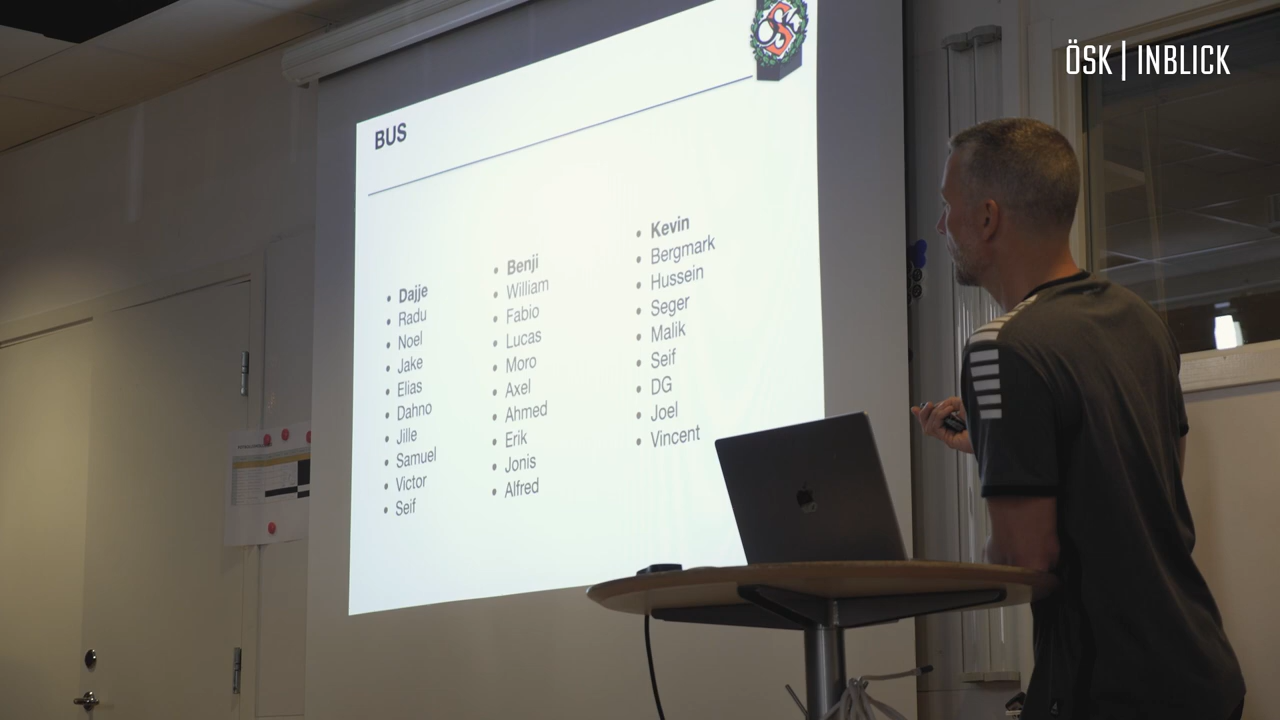 ÖSK | INBLICK
ÖSK
BUS
Dajje
Radu
Noel
Jake
Elias
Dahno
Jille
Samuel
Victor
Seif
Benji
William
Fabio
Lucas
Moro
Axel
Ahmed
Erik
Jonis
Alfred
Kevin
Bergmark
Hussein
Seger
Malik
Seif
DG
Joel
Vincent